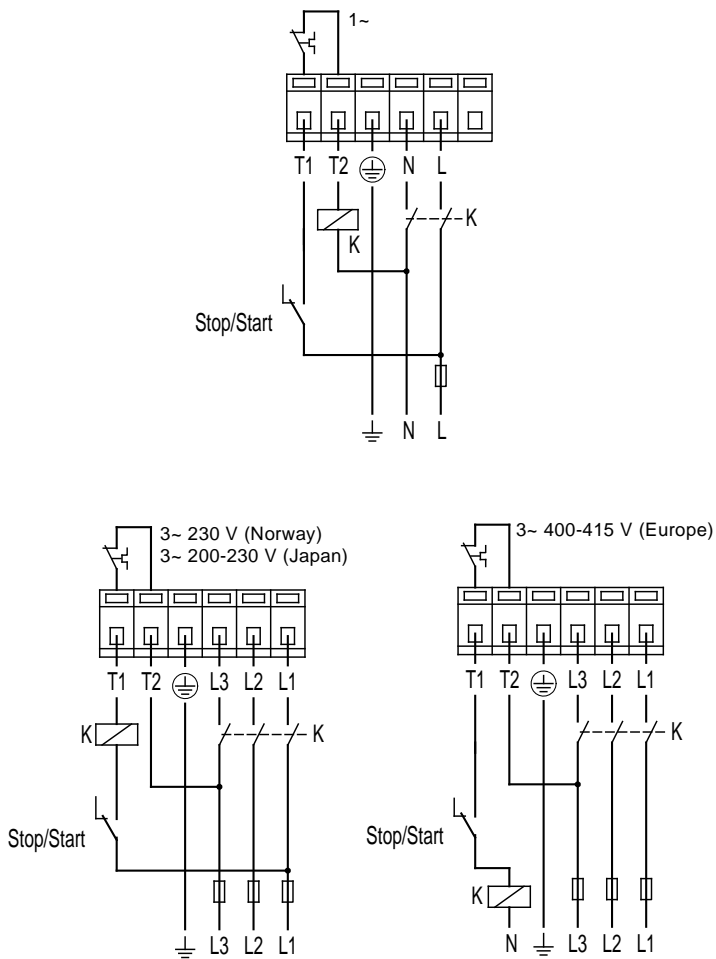 1~
T1 T2 N L
K
K
Stop/Start
N L
3~ 230 V (Norway)
3~ 200-230 V (Japan)
T1 T2 L3 L2 L1
K K
Stop/Start
L3 L2 L1
3~ 400-415 V (Europe)
T1 T2 L3 L2 L1
K
Stop/Start
K
N L3 L2 L1